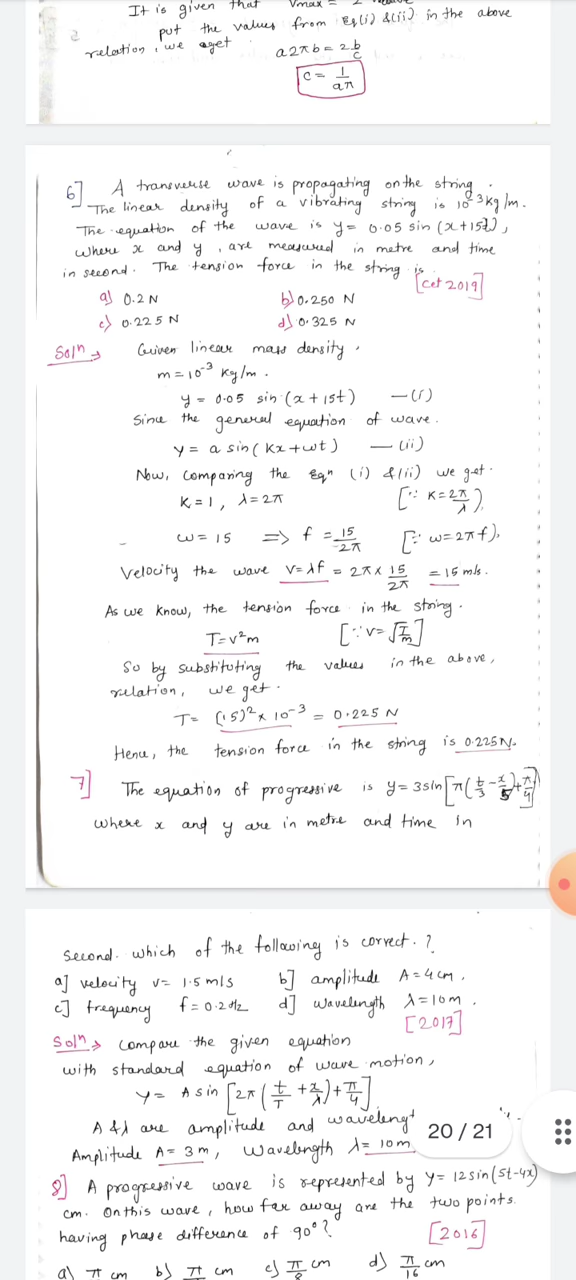 It is given that Vmax = 2
put the values from Eq(i) &(ii) in the above
relation, we get
a2πb = 2b/c
c = 1/aπ
6] A transverse wave is propagating on the string.
The linear density of a vibrating string is 10⁻³kg/m.
The equation of the wave is y= 0.05 sin (x+15t),
where x and y, are measured in metre and time
in second. The tension force in the string is
[Cet 2019]
a) 0.2 N b) 0.250 N
c) 0.225 N d) 0.325 N
Solⁿ→ Given linear mass density,
m = 10⁻³ kg/m.
y = 0.05 sin (x + 15t) —(i)
Since the general equation of wave.
y = a sin( Kx + wt ) — (ii)
Now, comparing the Eqⁿ (i) &(ii) we get.
K = 1, λ = 2π [∵ K = 2π/λ].
ω = 15 => f = 15/2π [∵ ω = 2πf],
Velocity the wave V = λf = 2π x 15/2π = 15 m/s.
As we know, the tension force in the string.
T = v²m [∵ v = √T/m]
So by substituting the values in the above,
relation, we get.
T = (15)² x 10⁻³ = 0.225 N
Hene, the tension force in the string is 0.225N.
7] The equation of progressive is y= 3sin[π(t/3 - x/5)+π/4]
where x and y are in metre and time in
second. which of the following is correct.?
a] velocity v= 1.5 m/s b] amplitude A = 4 cm.
c] frequency f = 0.2 Hz d] wavelength λ = 10 m.
[2017]
Solⁿ→ compare the given equation
with standard equation of wave motion,
y = A sin [2π (t/T + x/λ) + π/4]
A & λ are amplitude and wavelengt
20 / 21
Amplitude A= 3 m, Wavelength λ= 10m
8] A progressive wave is represented by y= 12 sin(5t-4x)
cm. On this wave, how far away are the two points.
having phase difference of 90°?
[2016]
a) π cm b) π cm c) π/8 cm d) π/16 cm